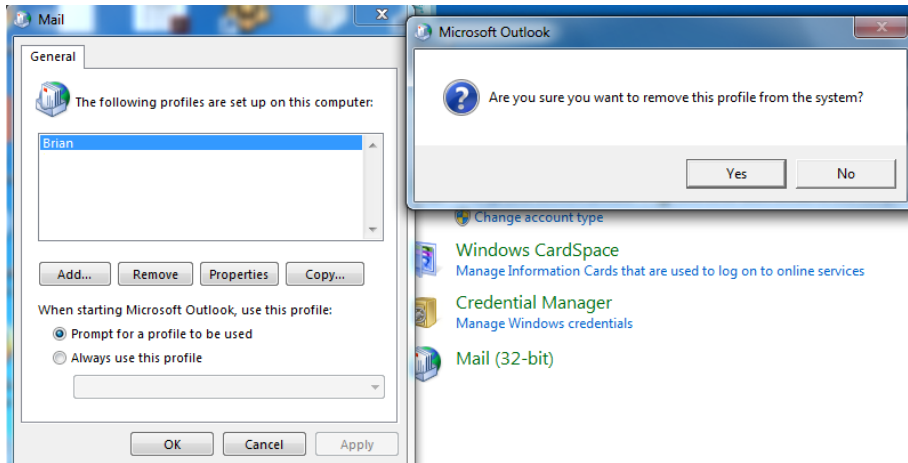 Mail
General
The following profiles are set up on this computer:
Brian
Add...
Remove
Properties
Copy...
When starting Microsoft Outlook, use this profile:
Prompt for a profile to be used
Always use this profile
OK
Cancel
Apply
Microsoft Outlook
Are you sure you want to remove this profile from the system?
Yes
No
Change account type
Windows CardSpace
Manage Information Cards that are used to log on to online services
Credential Manager
Manage Windows credentials
Mail (32-bit)